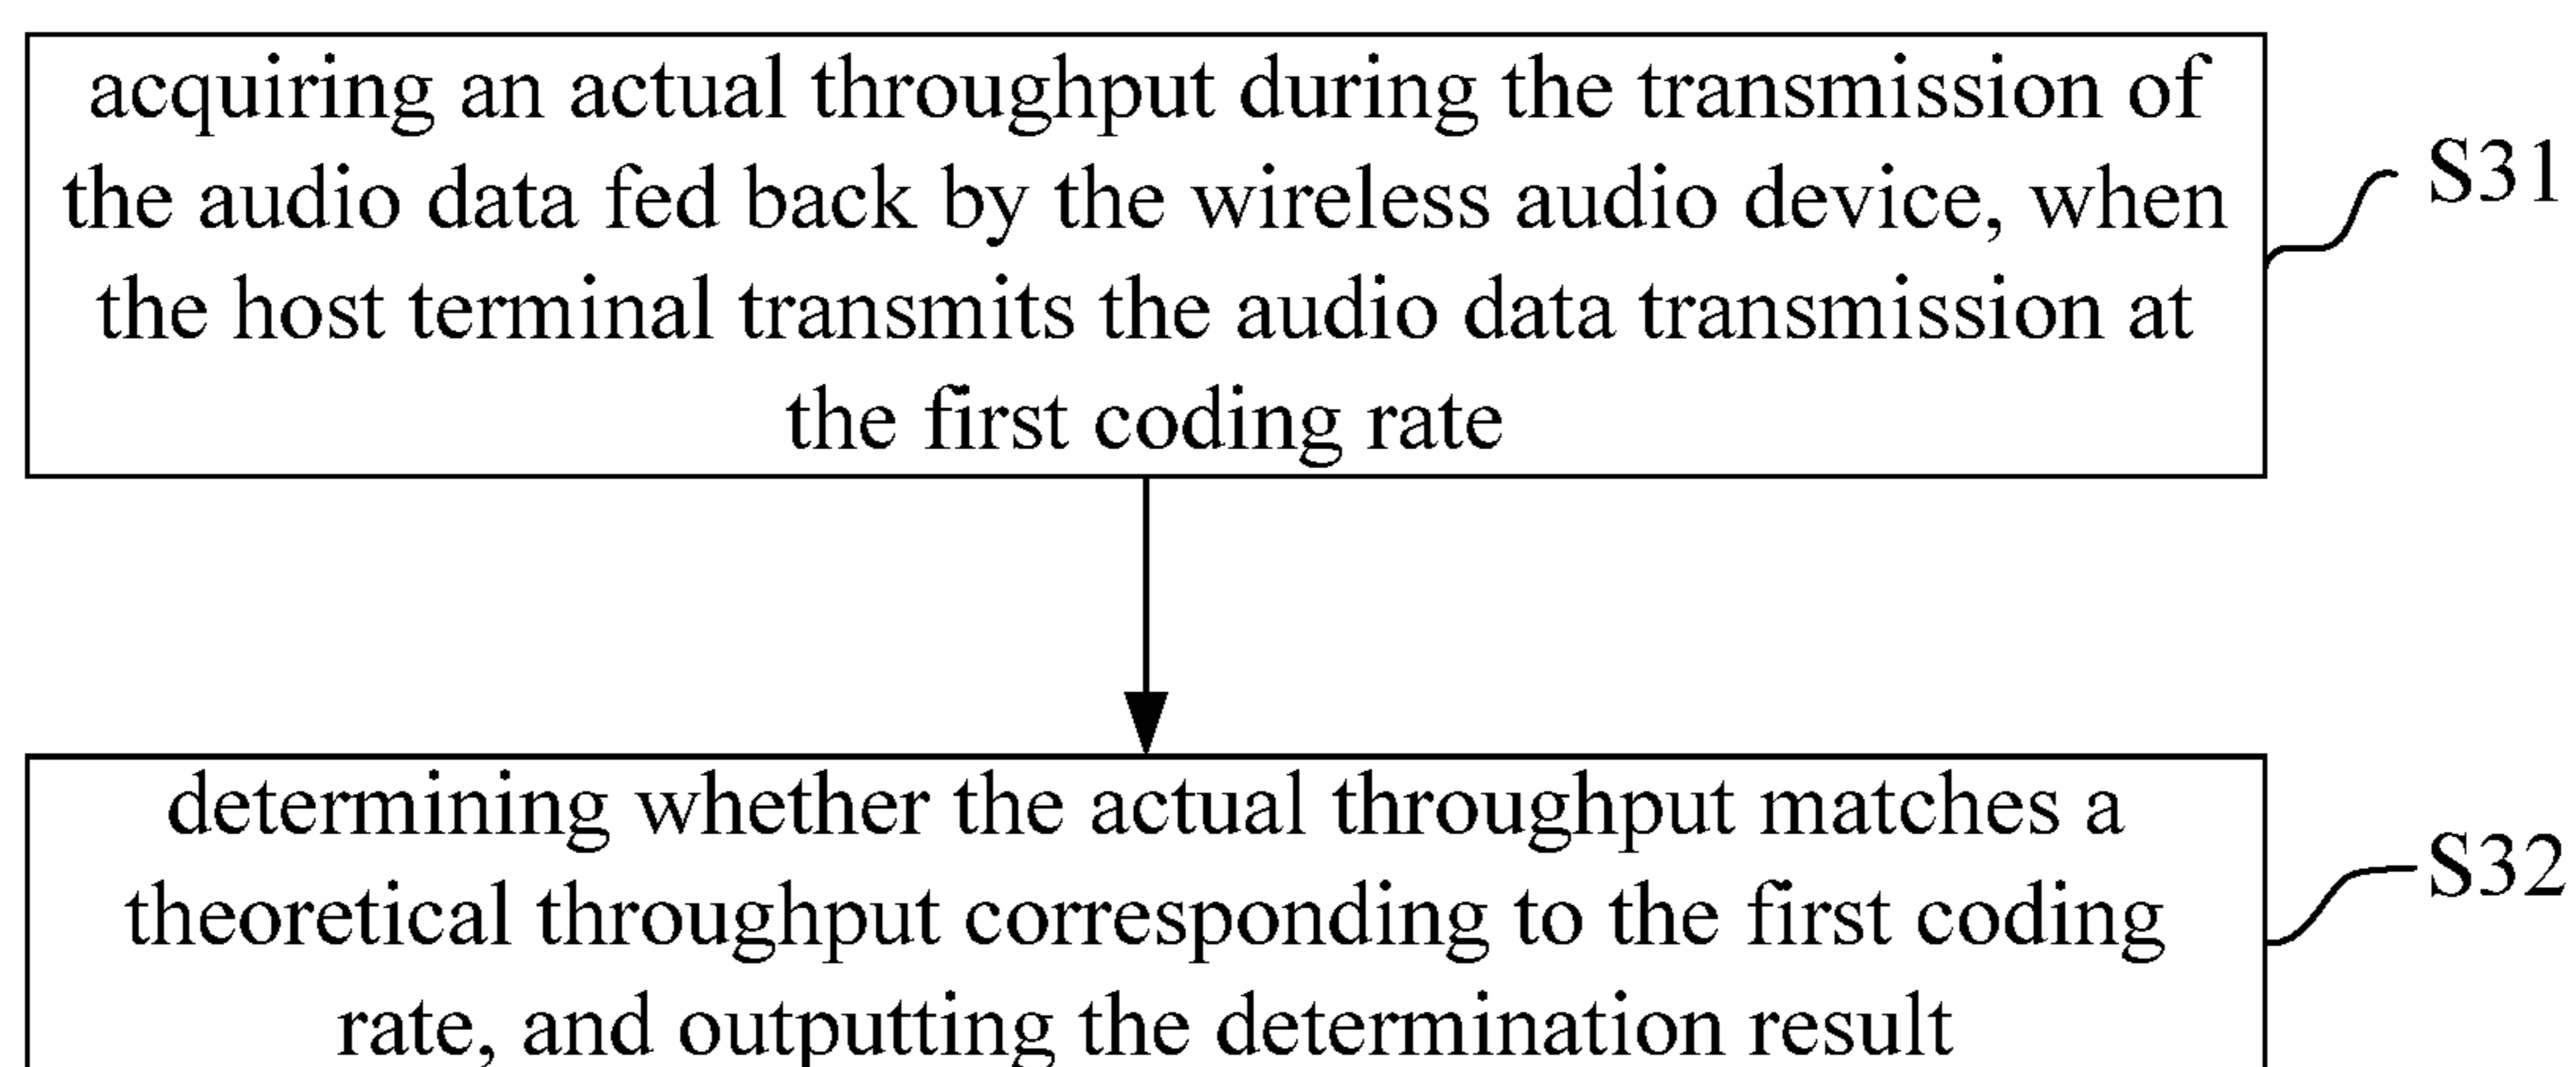 acquiring an actual throughput during the transmission of
the audio data fed back by the wireless audio device, when
the host terminal transmits the audio data transmission at
the first coding rate
S31
determining whether the actual throughput matches a
theoretical throughput corresponding to the first coding
rate, and outputting the determination result
S32